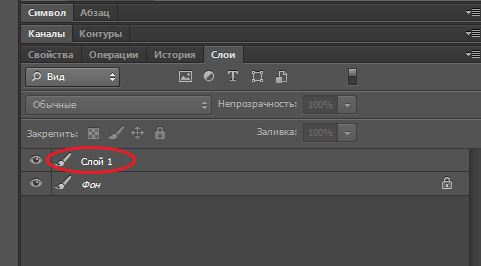 Символ Абзац
Каналы Контуры
Свойства Операции История Слои
Вид
Обычные Непрозрачность: 100%
Закрепить: Заливка: 100%
Слой 1
Фон